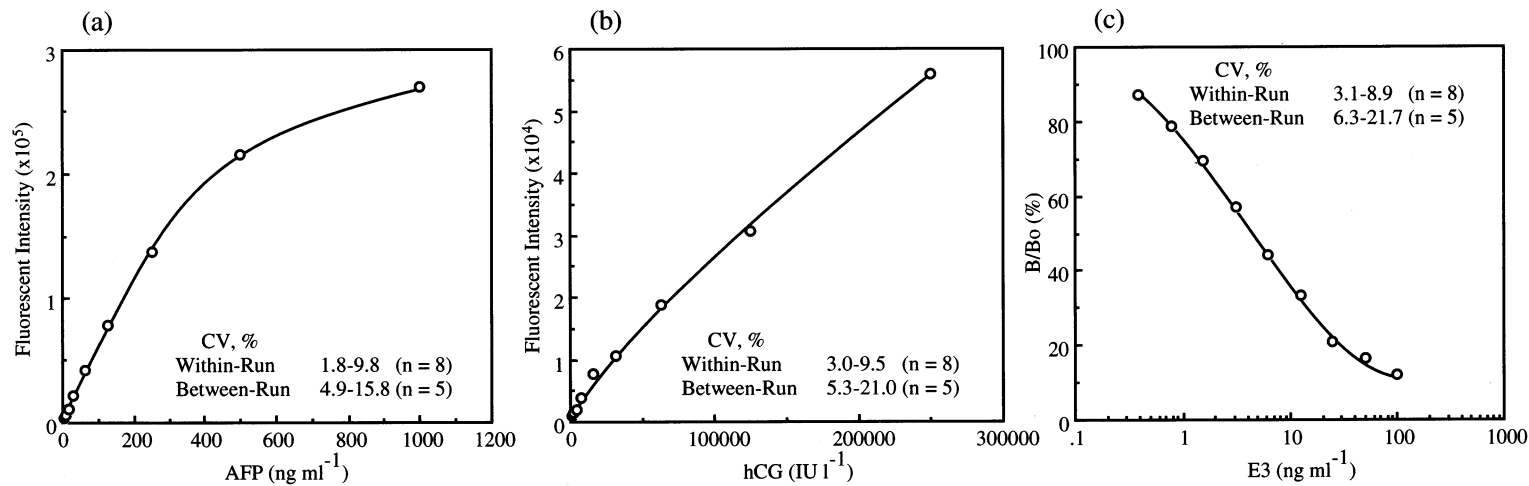 (a)
3
2
1
0
Fluorescent Intensity (x10⁵)
CV, %
Within-Run 1.8-9.8 (n = 8)
Between-Run 4.9-15.8 (n = 5)
0 200 400 600 800 1000 1200
AFP (ng ml⁻¹)
(b)
6
5
4
3
2
1
0
Fluorescent Intensity (x10⁴)
CV, %
Within-Run 3.0-9.5 (n = 8)
Between-Run 5.3-21.0 (n = 5)
0 100000 200000 300000
hCG (IU l⁻¹)
(c)
100
80
60
40
20
0
B/Bo (%)
CV, %
Within-Run 3.1-8.9 (n = 8)
Between-Run 6.3-21.7 (n = 5)
.1 1 10 100 1000
E3 (ng ml⁻¹)